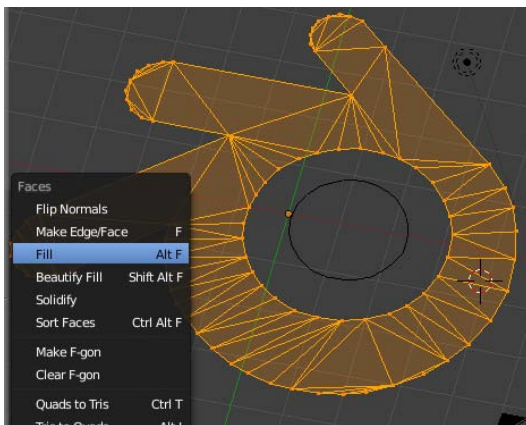 Faces
Flip Normals
Make Edge/Face F
Fill Alt F
Beautify Fill Shift Alt F
Solidify
Sort Faces Ctrl Alt F
Make F-gon
Clear F-gon
Quads to Tris Ctrl T